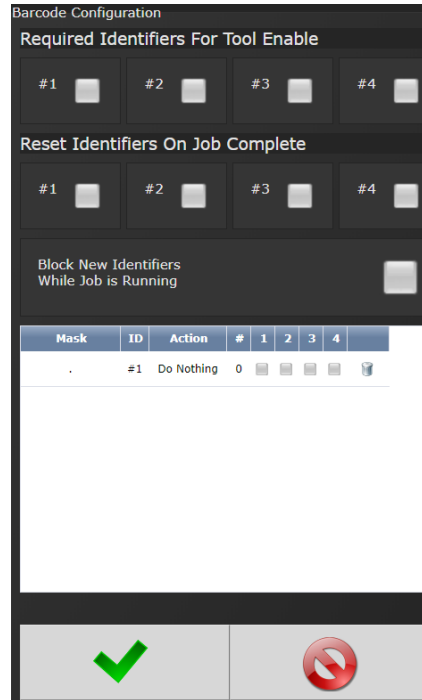 Barcode Configuration
Required Identifiers For Tool Enable
#1 #2 #3 #4
Reset Identifiers On Job Complete
#1 #2 #3 #4
Block New Identifiers
While Job is Running
Mask ID Action # 1 2 3 4
. #1 Do Nothing 0